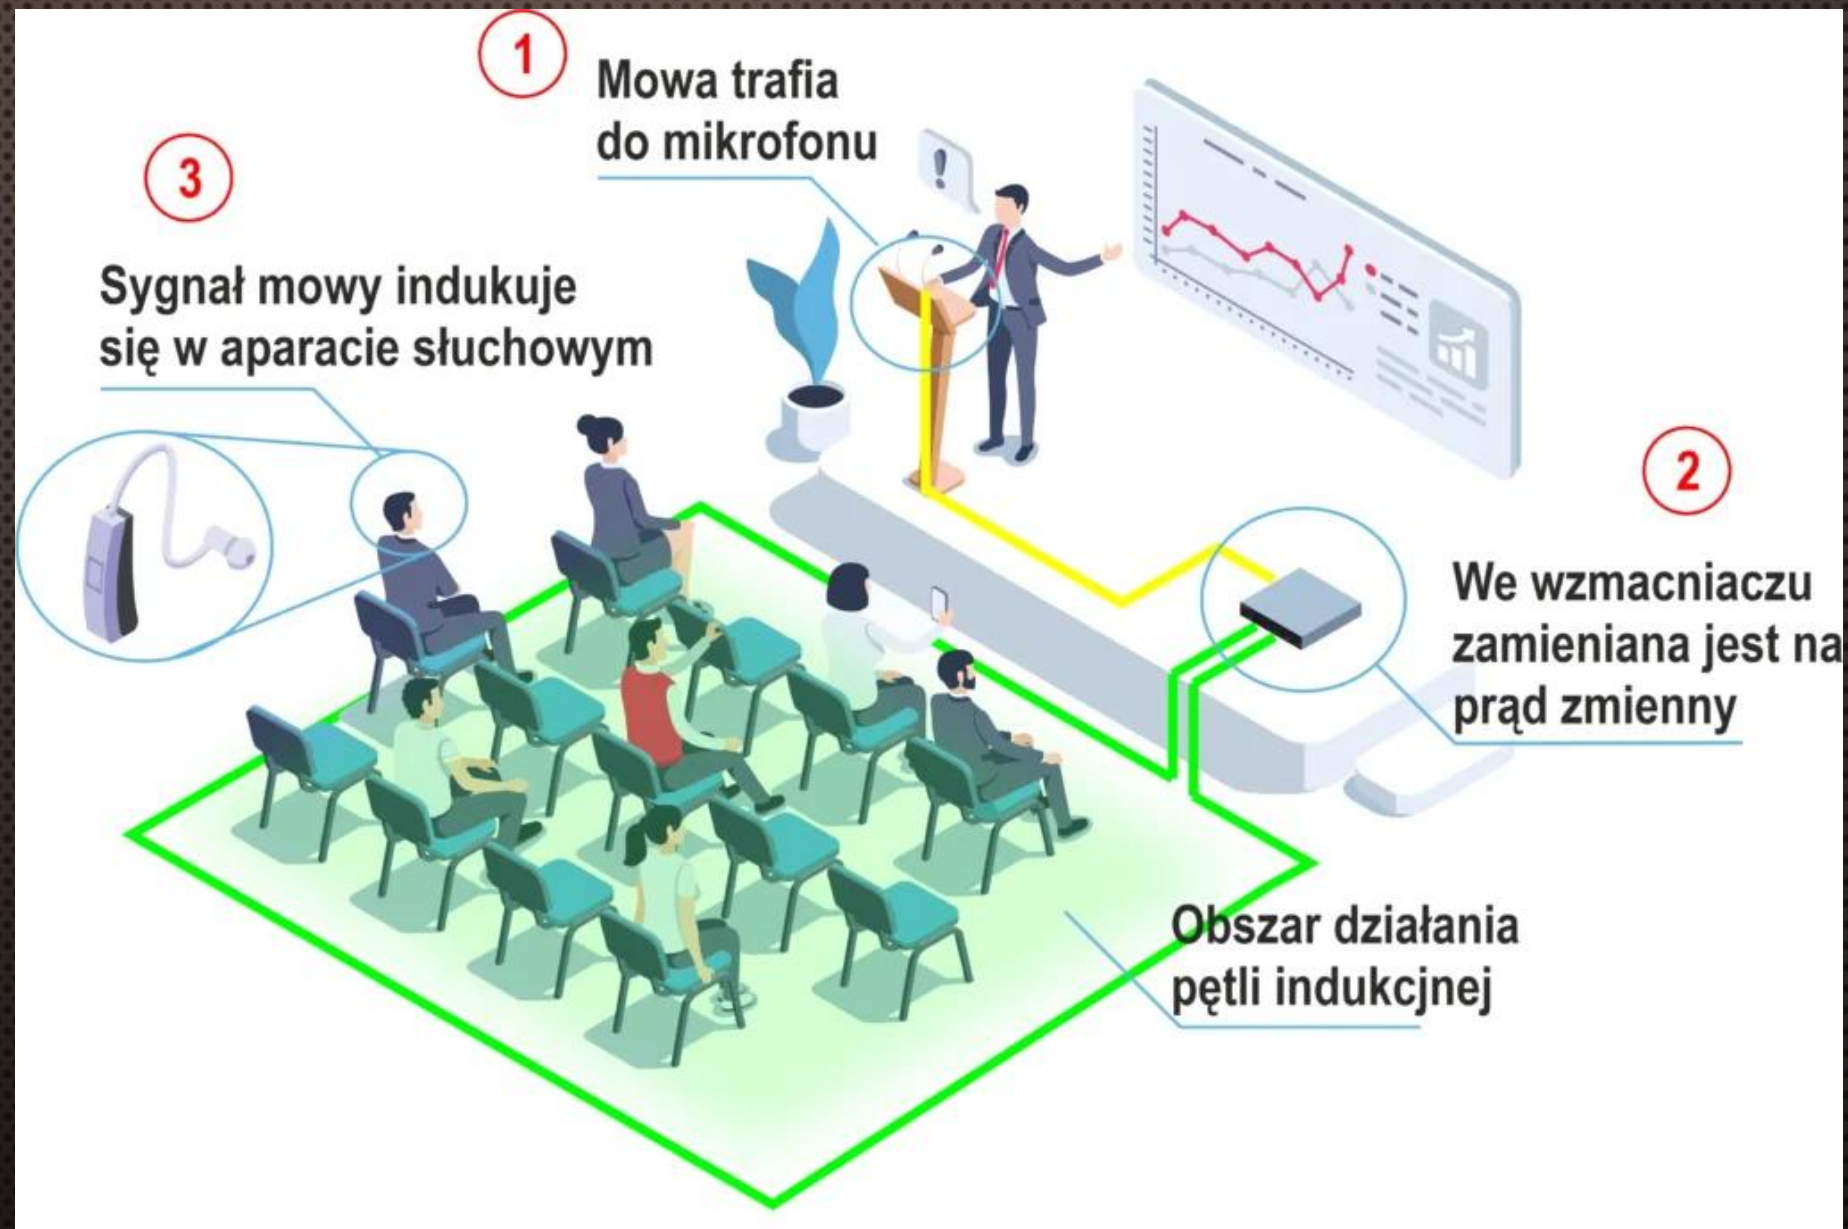 1
Mowa trafia
do mikrofonu
3
Sygnał mowy indukuje
się w aparacie słuchowym
2
We wzmacniaczu
zamieniana jest na
prąd zmienny
Obszar działania
pętli indukcjnej